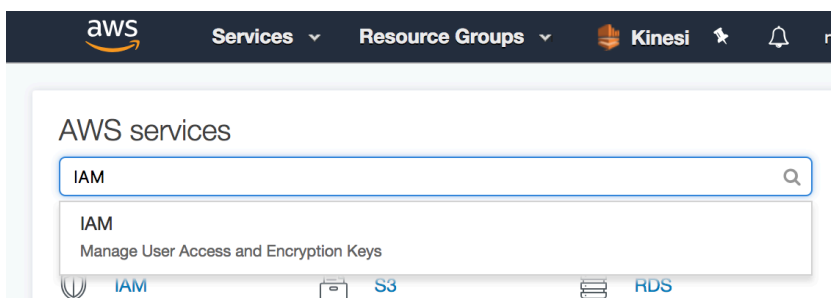 aws Services Resource Groups Kinesi
AWS services
IAM
IAM
Manage User Access and Encryption Keys
IAM S3 RDS